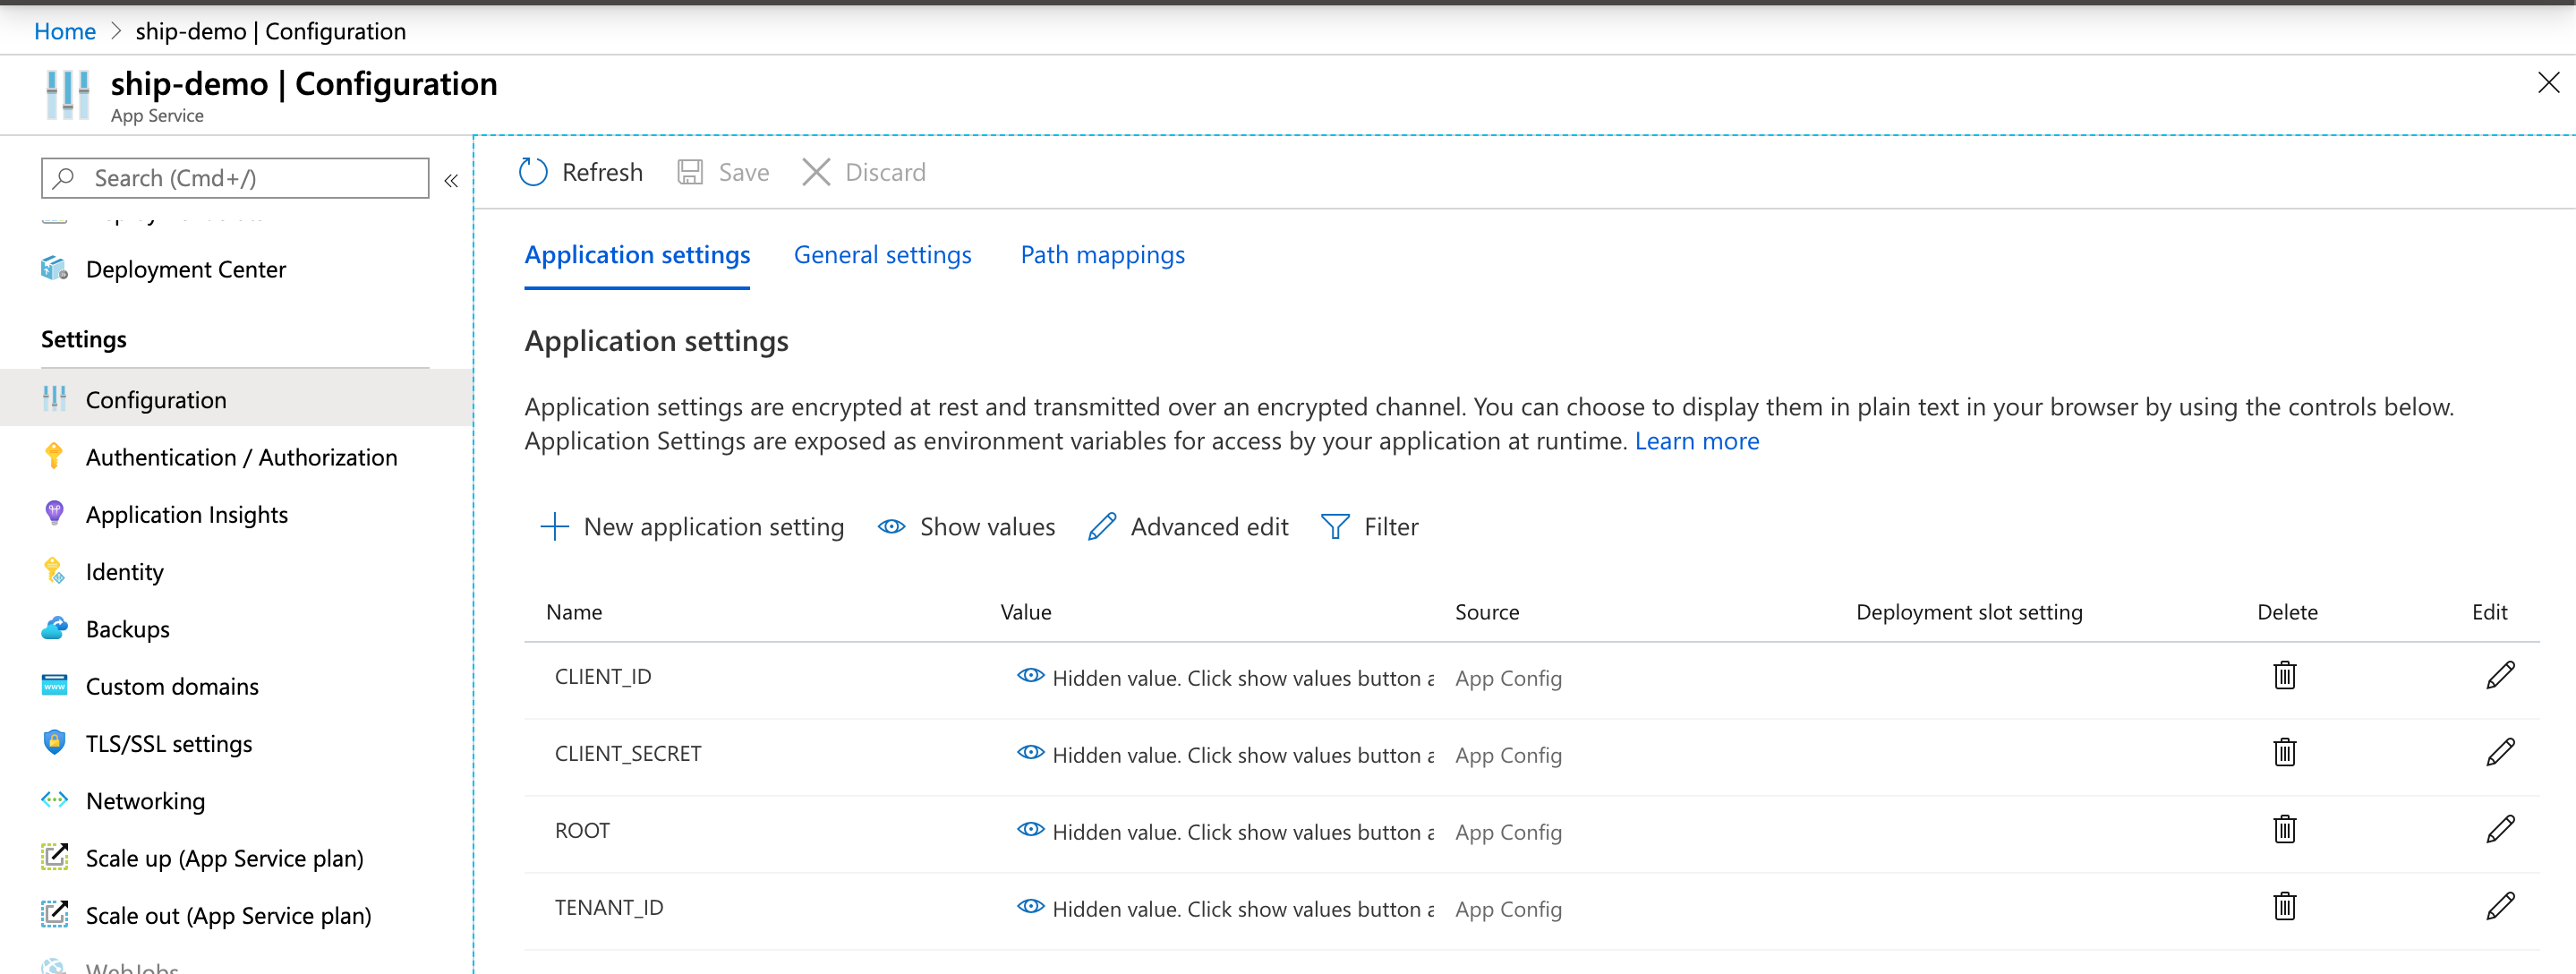 Home > ship-demo | Configuration
ship-demo | Configuration
App Service
Search (Cmd+/)
«
Deployment Center
Settings
Configuration
Authentication / Authorization
Application Insights
Identity
Backups
Custom domains
TLS/SSL settings
Networking
Scale up (App Service plan)
Scale out (App Service plan)
WebJobs
Refresh Save Discard
Application settings General settings Path mappings
Application settings
Application settings are encrypted at rest and transmitted over an encrypted channel. You can choose to display them in plain text in your browser by using the controls below.
Application Settings are exposed as environment variables for access by your application at runtime. Learn more
New application setting Show values Advanced edit Filter
Name Value Source Deployment slot setting Delete Edit
CLIENT_ID Hidden value. Click show values button a App Config
CLIENT_SECRET Hidden value. Click show values button a App Config
ROOT Hidden value. Click show values button a App Config
TENANT_ID Hidden value. Click show values button a App Config